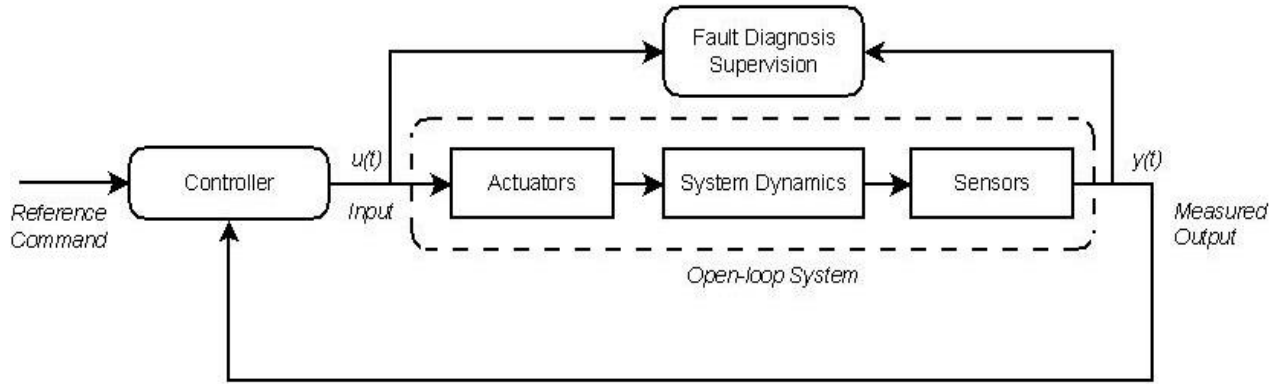 Fault Diagnosis
Supervision
u(t)
y(t)
Controller
Actuators
System Dynamics
Sensors
Reference
Command
Input
Measured
Output
Open-loop System